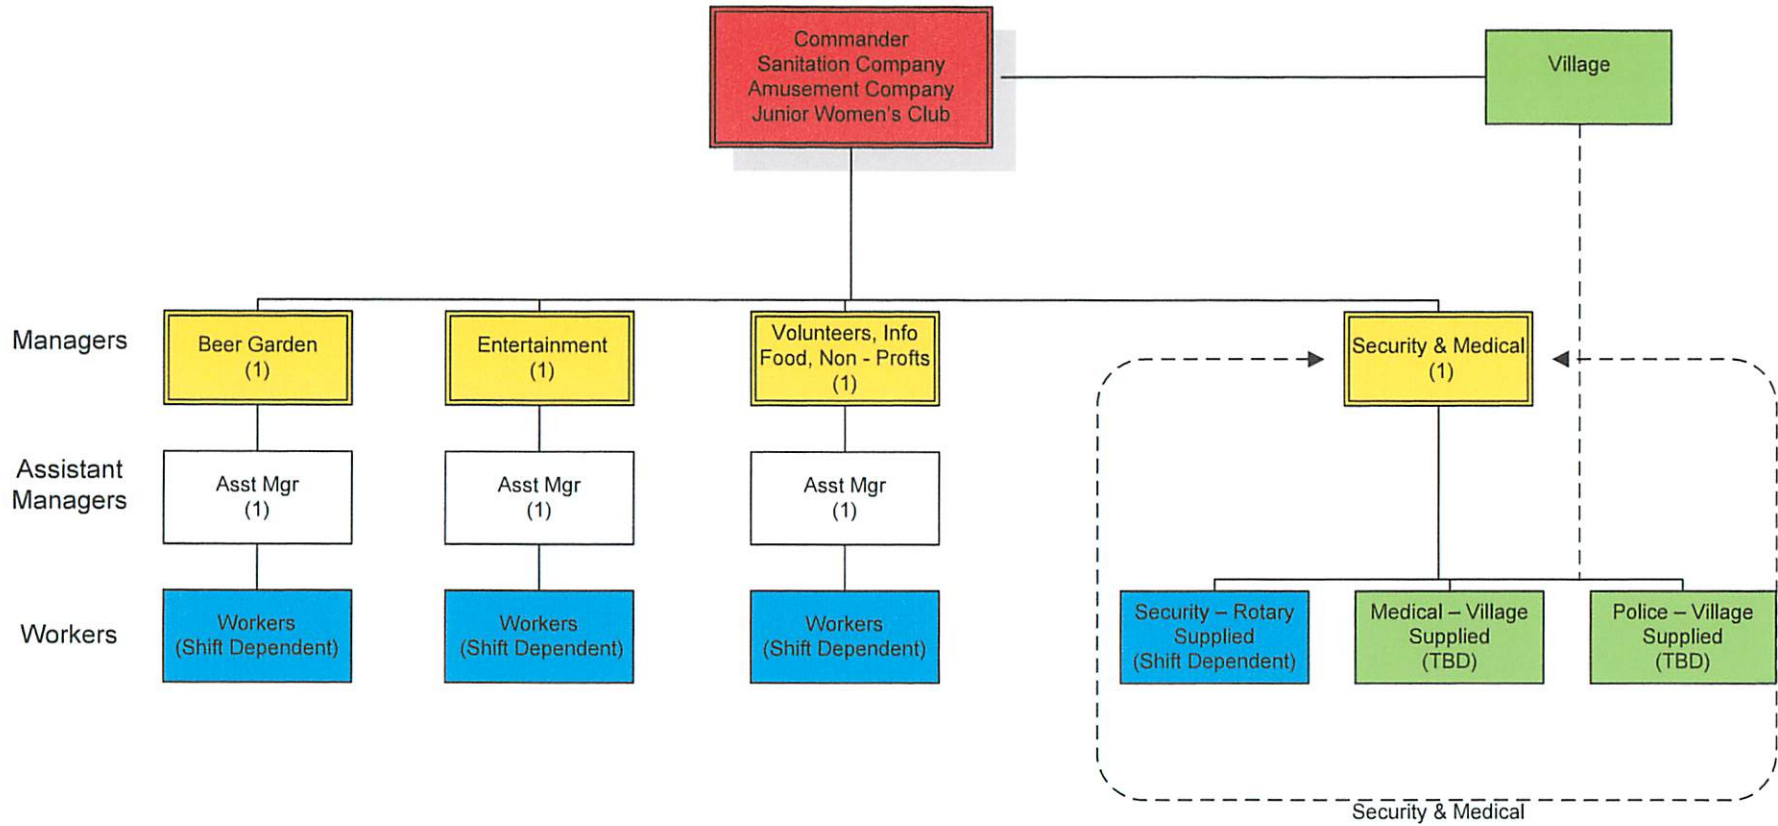 Commander
Sanitation Company
Amusement Company
Junior Women's Club
Village
Managers
Beer Garden
(1)
Entertainment
(1)
Volunteers, Info
Food, Non - Profts
(1)
Security & Medical
(1)
Assistant
Managers
Asst Mgr
(1)
Asst Mgr
(1)
Asst Mgr
(1)
Workers
Workers
(Shift Dependent)
Workers
(Shift Dependent)
Workers
(Shift Dependent)
Security – Rotary
Supplied
(Shift Dependent)
Medical – Village
Supplied
(TBD)
Police – Village
Supplied
(TBD)
Security & Medical